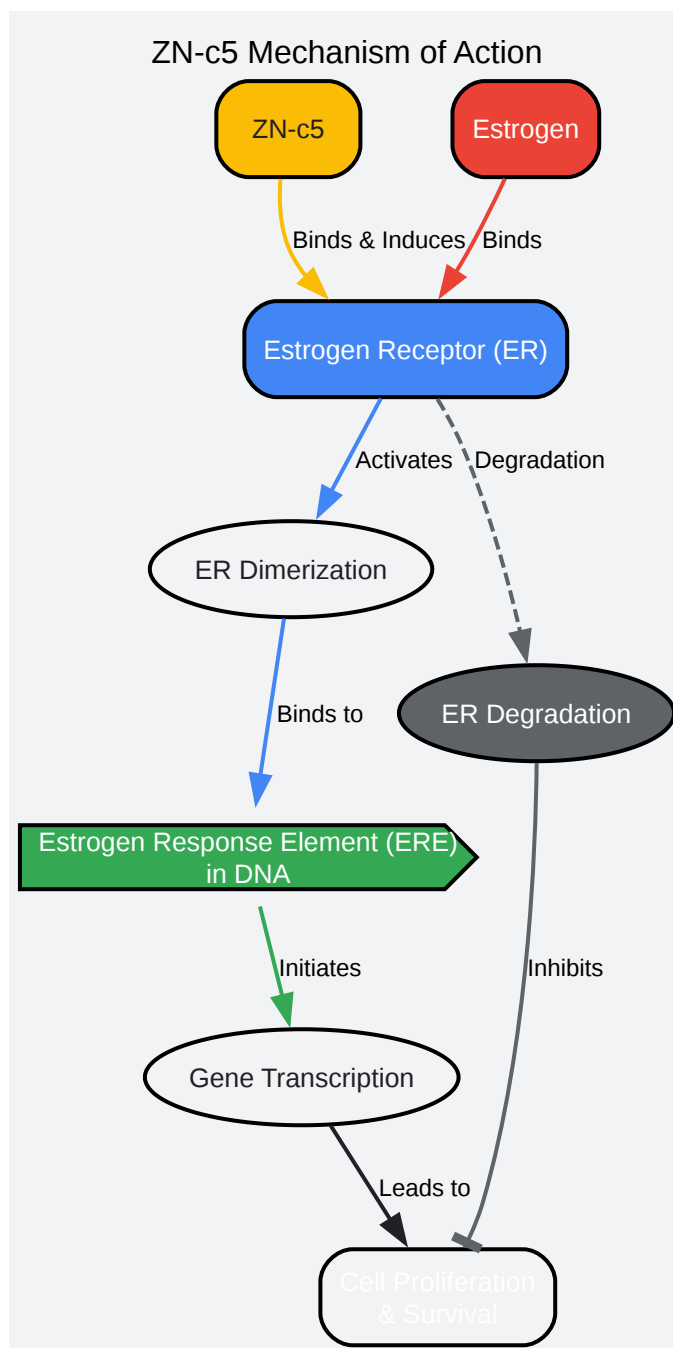 ZN-c5 Mechanism of Action
ZN-c5
Estrogen
Binds & Induces
Binds
Estrogen Receptor (ER)
Activates
Degradation
ER Dimerization
Binds to
ER Degradation
Estrogen Response Element (ERE)
in DNA
Initiates
Inhibits
Gene Transcription
Leads to
Cell Proliferation
& Survival